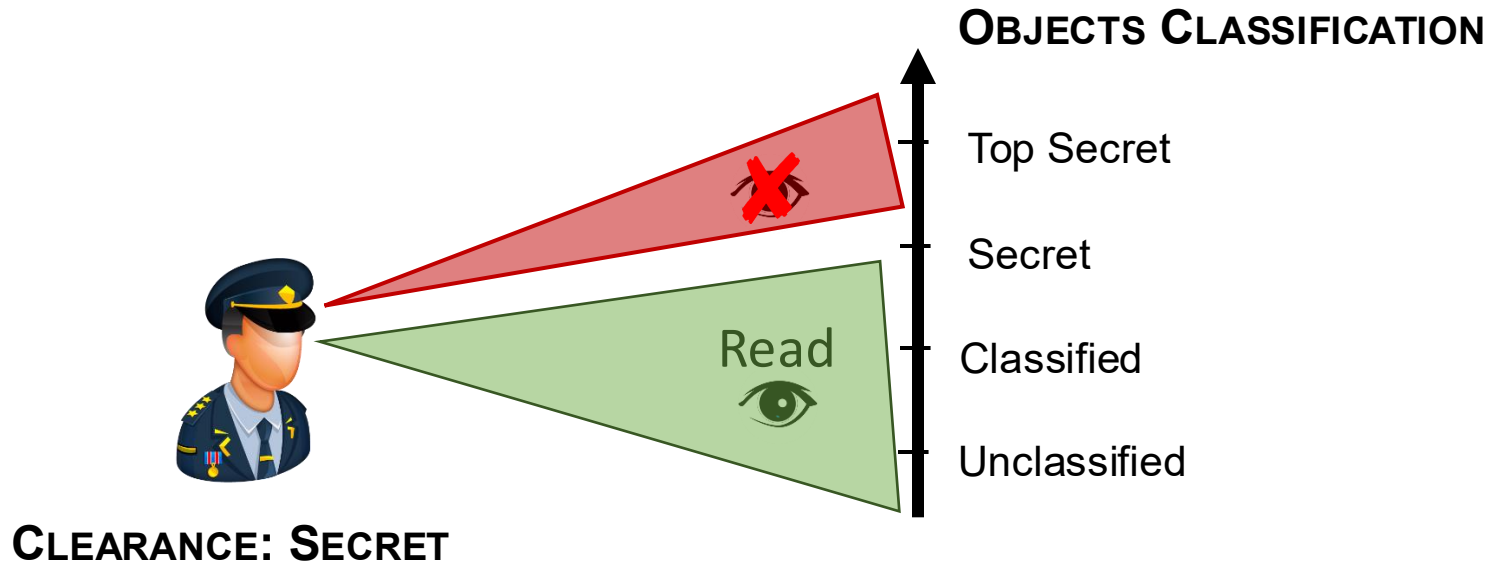 OBJECTS CLASSIFICATION
Top Secret
Secret
Read
Classified
Unclassified
CLEARANCE: SECRET